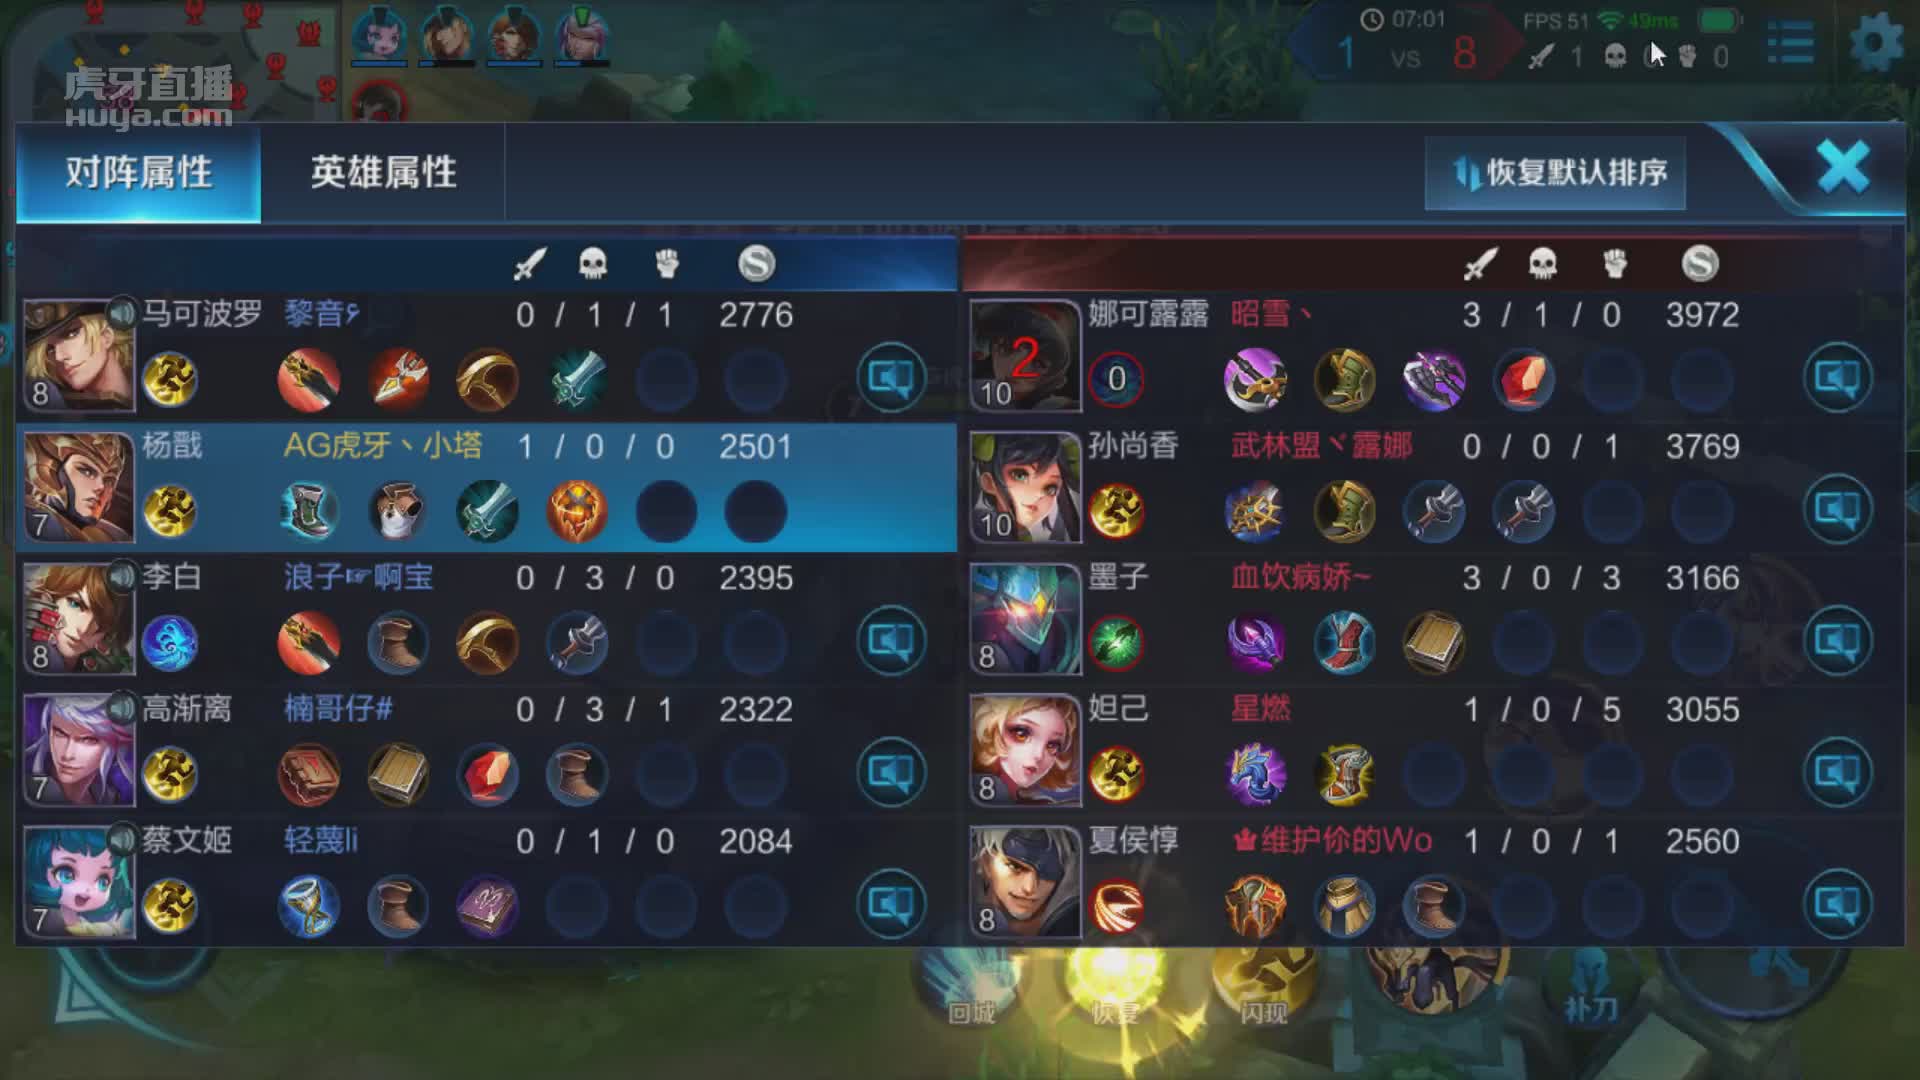 07:01 FPS 51 49ms
1 VS 8 1 0
虎牙直播
HUYA.com
对阵属性 英雄属性 恢复默认排序
马可波罗 黎音 0 / 1 / 1 2776
8
娜可露露 昭雪丶 3 / 1 / 0 3972
2 10 0
杨戬 AG虎牙丶小塔 1 / 0 / 0 2501
7
孙尚香 武林盟丷露娜 0 / 0 / 1 3769
10
李白 浪子☞啊宝 0 / 3 / 0 2395
8
墨子 血饮病娇~ 3 / 0 / 3 3166
8
高渐离 楠哥仔# 0 / 3 / 1 2322
7
妲己 星燃 1 / 0 / 5 3055
8
蔡文姬 轻蔑li 0 / 1 / 0 2084
7
夏侯惇 维护伱的Wo 1 / 0 / 1 2560
8
回城 恢复 闪现 补刀